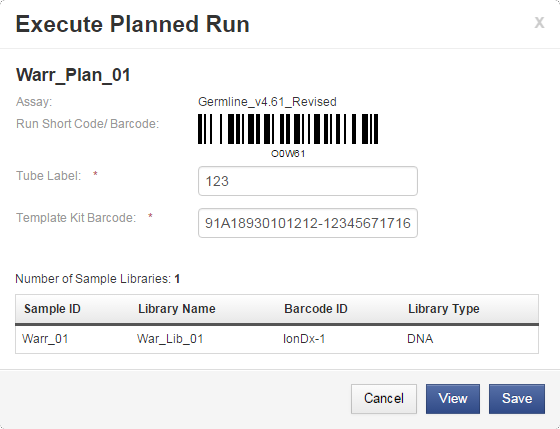 Execute Planned Run x
Warr_Plan_01
Assay: Germline_v4.61_Revised
Run Short Code/ Barcode:
O0W61
Tube Label: * 123
Template Kit Barcode: * 91A18930101212-12345671716
Number of Sample Libraries: 1
Sample ID Library Name Barcode ID Library Type
Warr_01 War_Lib_01 IonDx-1 DNA
Cancel View Save